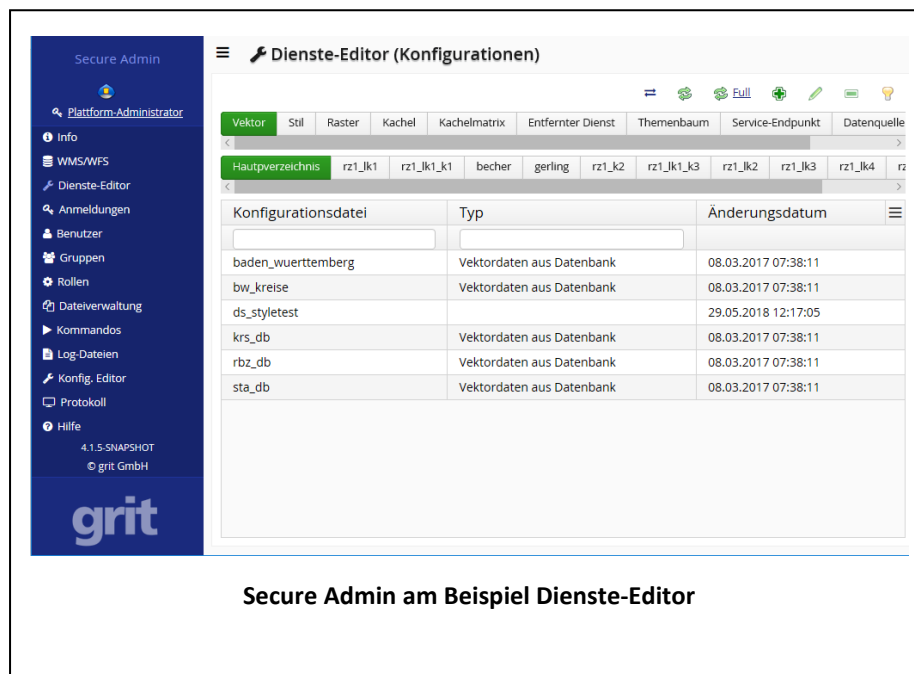 Secure Admin
Plattform-Administrator
Info
WMS/WFS
Dienste-Editor
Anmeldungen
Benutzer
Gruppen
Rollen
Dateiverwaltung
Kommandos
Log-Dateien
Konfig. Editor
Protokoll
Hilfe
4.1.5-SNAPSHOT
© grit GmbH
grit
Dienste-Editor (Konfigurationen)
Full
Vektor Stil Raster Kachel Kachelmatrix Entfernter Dienst Themenbaum Service-Endpunkt Datenquelle
Hautpverzeichnis rz1_lk1 rz1_lk1_k1 becher gerling rz1_k2 rz1_lk1_k3 rz1_lk2 rz1_lk3 rz1_lk4 rz
Konfigurationsdatei Typ Änderungsdatum
baden_wuerttemberg Vektordaten aus Datenbank 08.03.2017 07:38:11
bw_kreise Vektordaten aus Datenbank 08.03.2017 07:38:11
ds_styletest 29.05.2018 12:17:05
krs_db Vektordaten aus Datenbank 08.03.2017 07:38:11
rbz_db Vektordaten aus Datenbank 08.03.2017 07:38:11
sta_db Vektordaten aus Datenbank 08.03.2017 07:38:11
Secure Admin am Beispiel Dienste-Editor